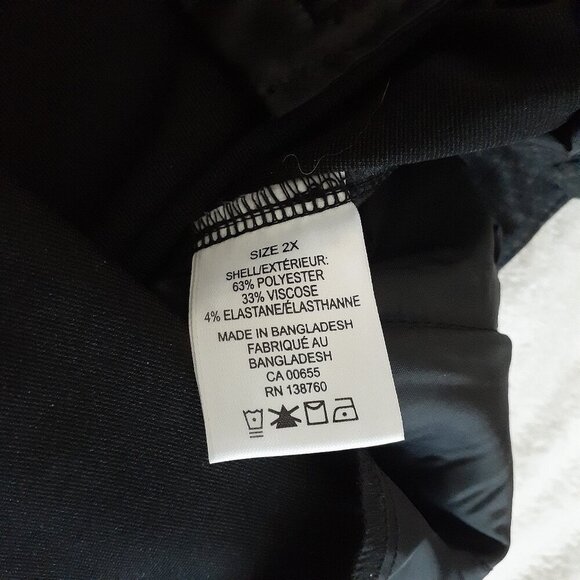 SIZE 2X
SHELL/EXTÉRIEUR:
63% POLYESTER
33% VISCOSE
4% ELASTANE/ÉLASTHANNE
MADE IN BANGLADESH
FABRIQUÉ AU
BANGLADESH
CA 00655
RN 138760